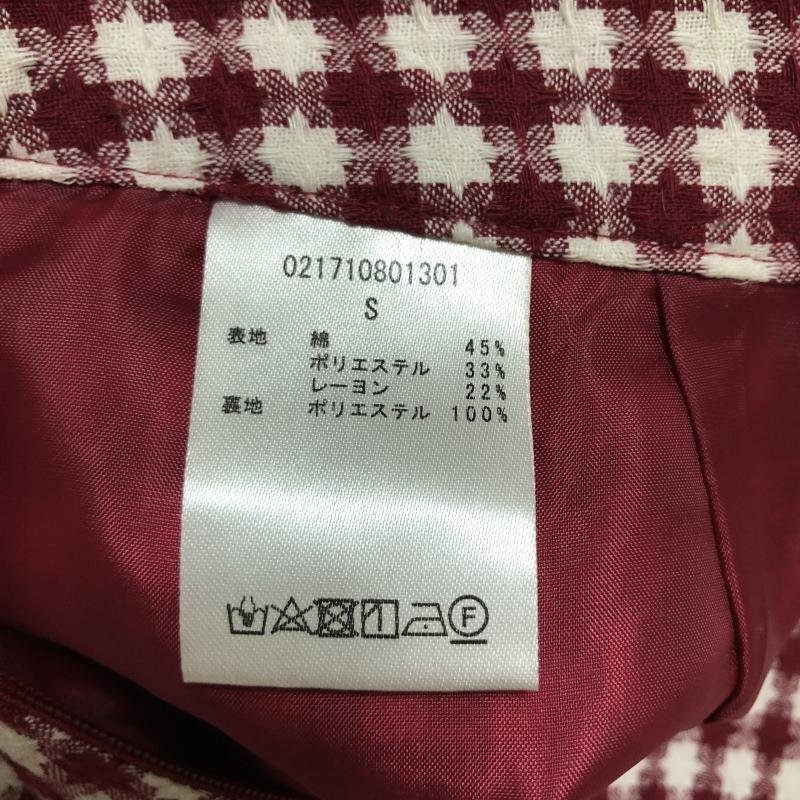 021710801301
S
表地 綿 45%
ポリエステル 33%
レーヨン 22%
裏地 ポリエステル 100%
F